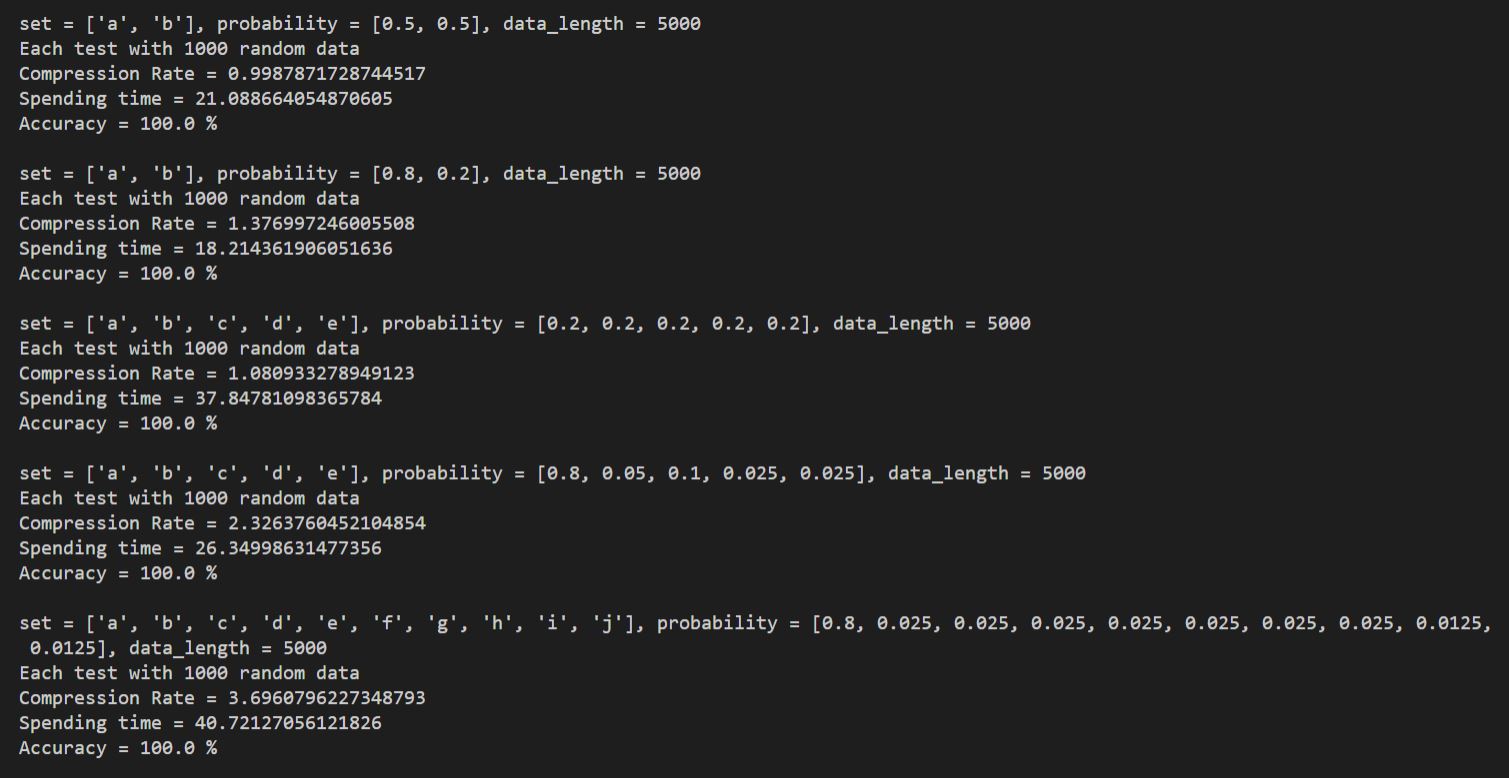 set = ['a', 'b'], probability = [0.5, 0.5], data_length = 5000
Each test with 1000 random data
Compression Rate = 0.9987871728744517
Spending time = 21.088664054870605
Accuracy = 100.0 %
set = ['a', 'b'], probability = [0.8, 0.2], data_length = 5000
Each test with 1000 random data
Compression Rate = 1.376997246005508
Spending time = 18.214361906051636
Accuracy = 100.0 %
set = ['a', 'b', 'c', 'd', 'e'], probability = [0.2, 0.2, 0.2, 0.2, 0.2], data_length = 5000
Each test with 1000 random data
Compression Rate = 1.080933278949123
Spending time = 37.84781098365784
Accuracy = 100.0 %
set = ['a', 'b', 'c', 'd', 'e'], probability = [0.8, 0.05, 0.1, 0.025, 0.025], data_length = 5000
Each test with 1000 random data
Compression Rate = 2.3263760452104854
Spending time = 26.34998631477356
Accuracy = 100.0 %
set = ['a', 'b', 'c', 'd', 'e', 'f', 'g', 'h', 'i', 'j'], probability = [0.8, 0.025, 0.025, 0.025, 0.025, 0.025, 0.025, 0.025, 0.0125,
0.0125], data_length = 5000
Each test with 1000 random data
Compression Rate = 3.6960796227348793
Spending time = 40.72127056121826
Accuracy = 100.0 %